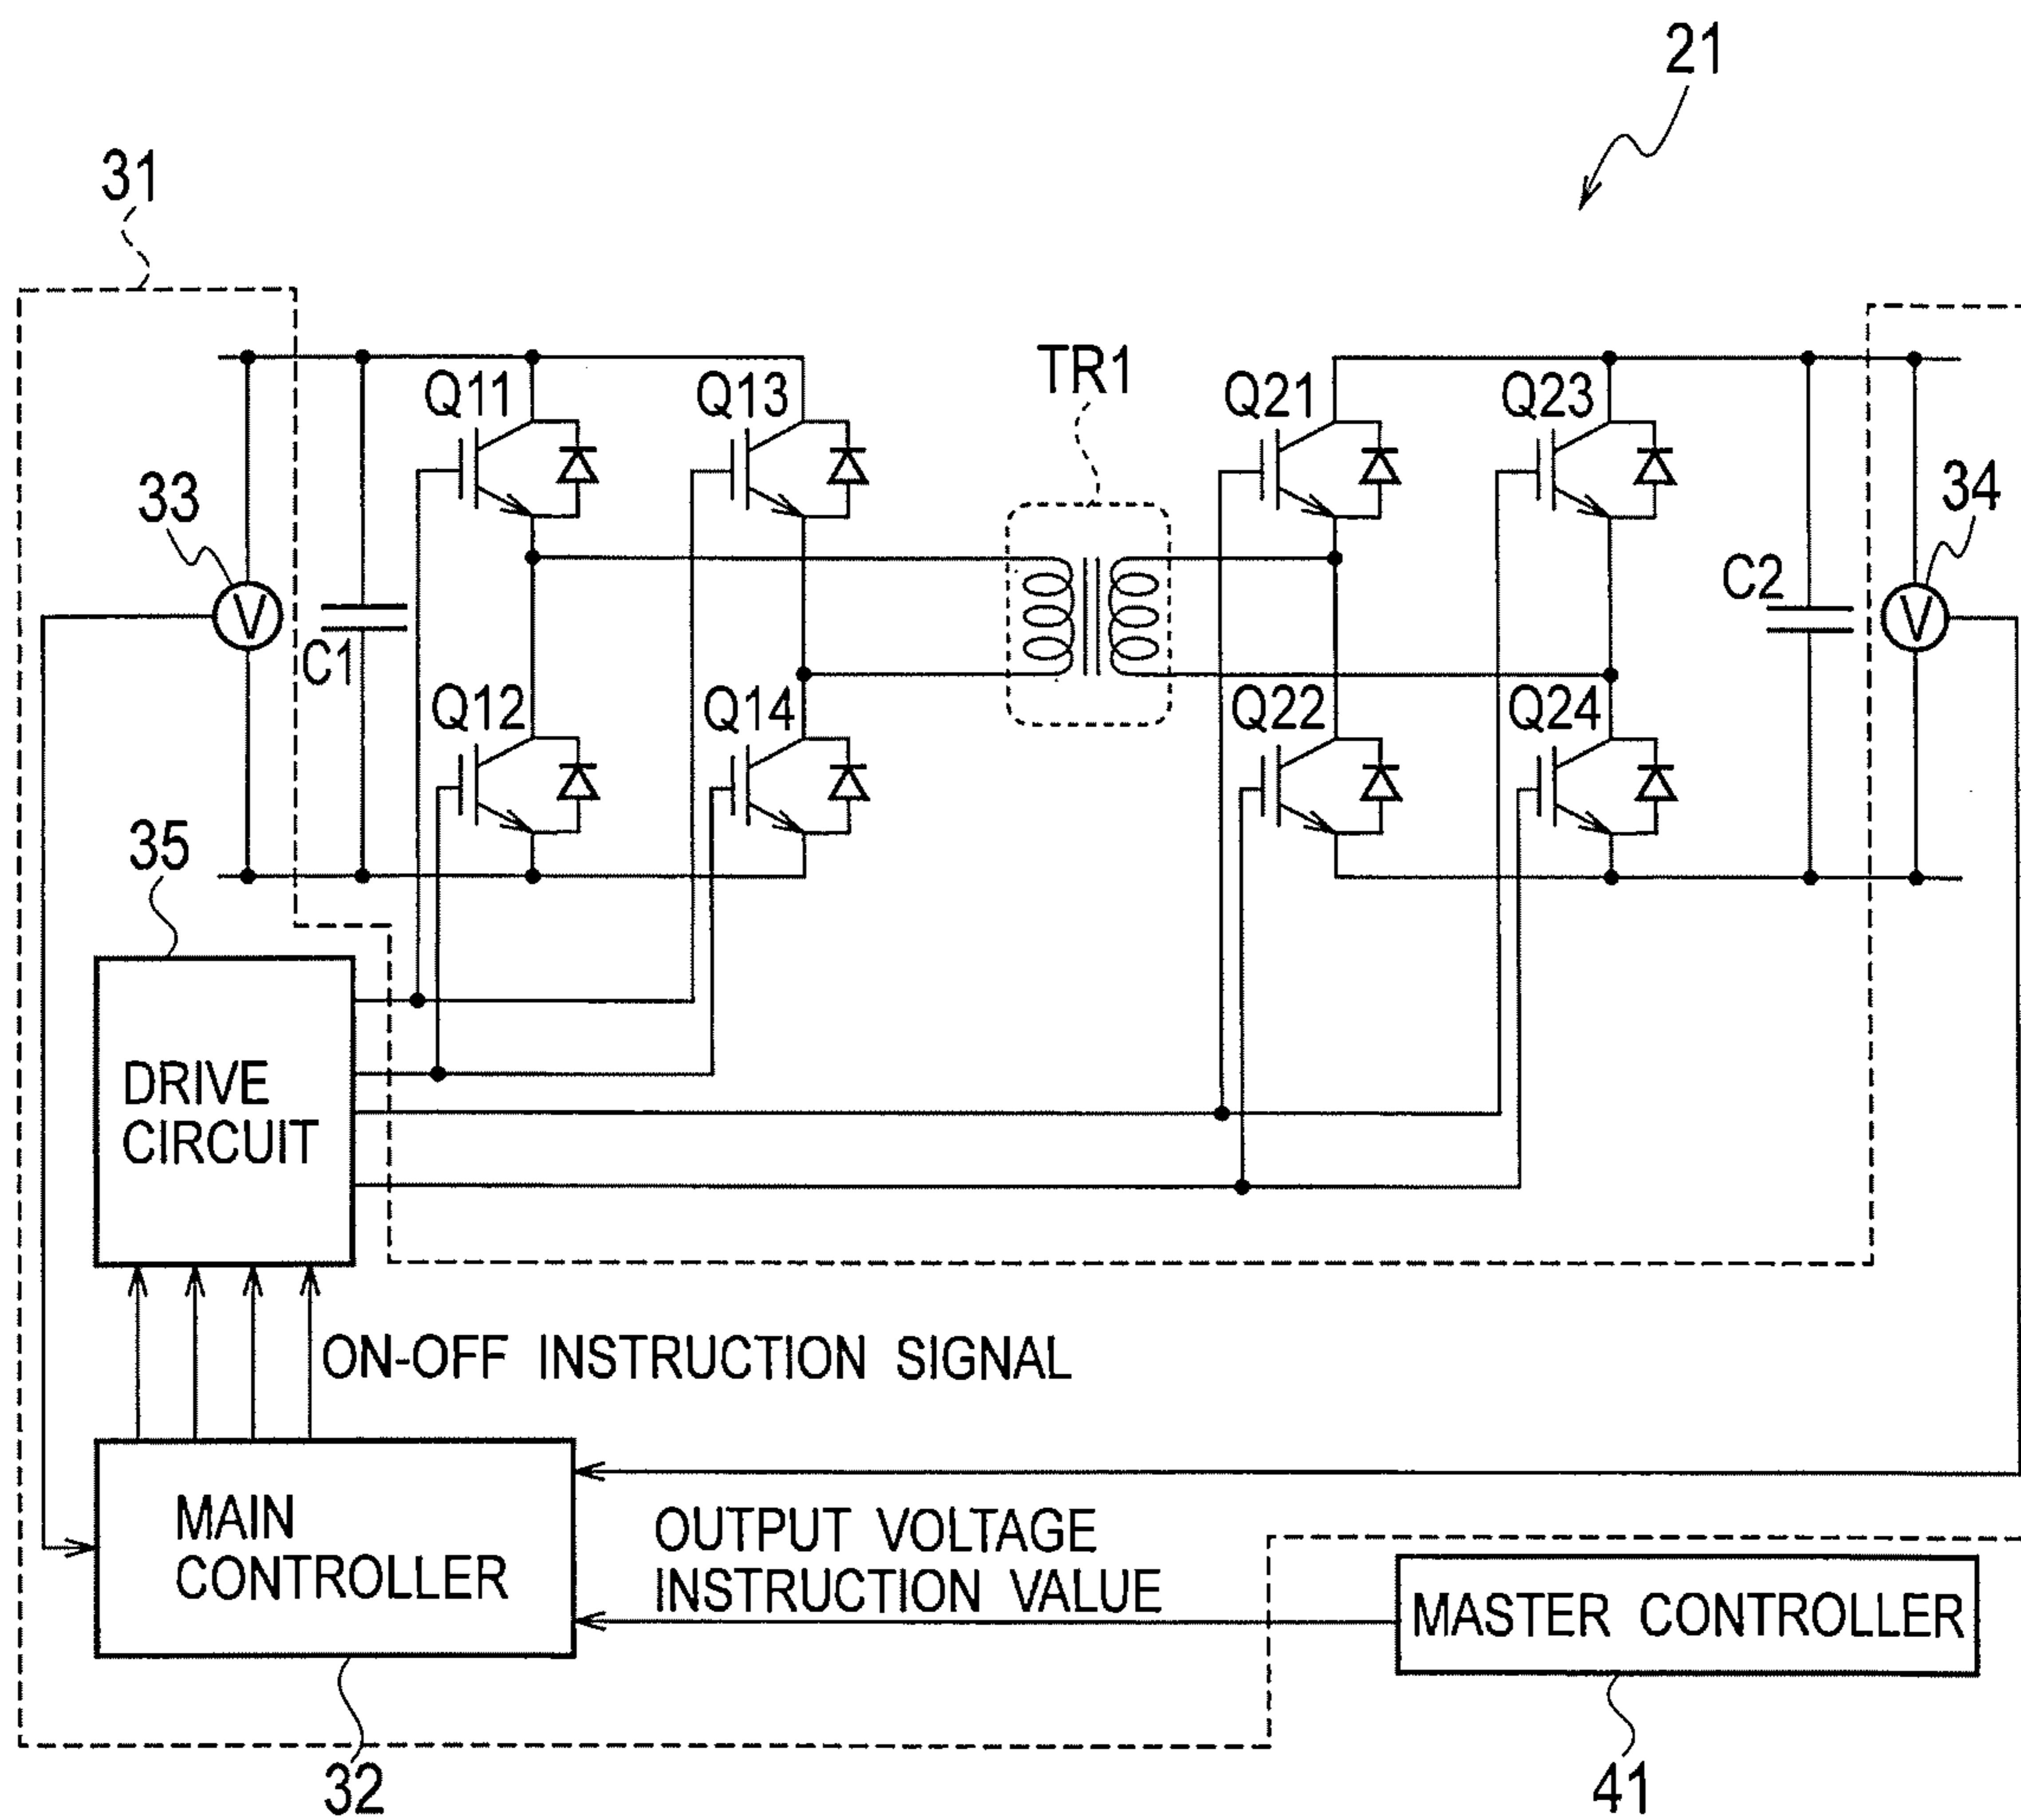 21
31
TR1
Q11
Q13
Q21
Q23
33
34
V
C1
C2
V
Q12
Q14
Q22
Q24
35
DRIVE
CIRCUIT
ON-OFF INSTRUCTION SIGNAL
MAIN
CONTROLLER
OUTPUT VOLTAGE
INSTRUCTION VALUE
MASTER CONTROLLER
32
41